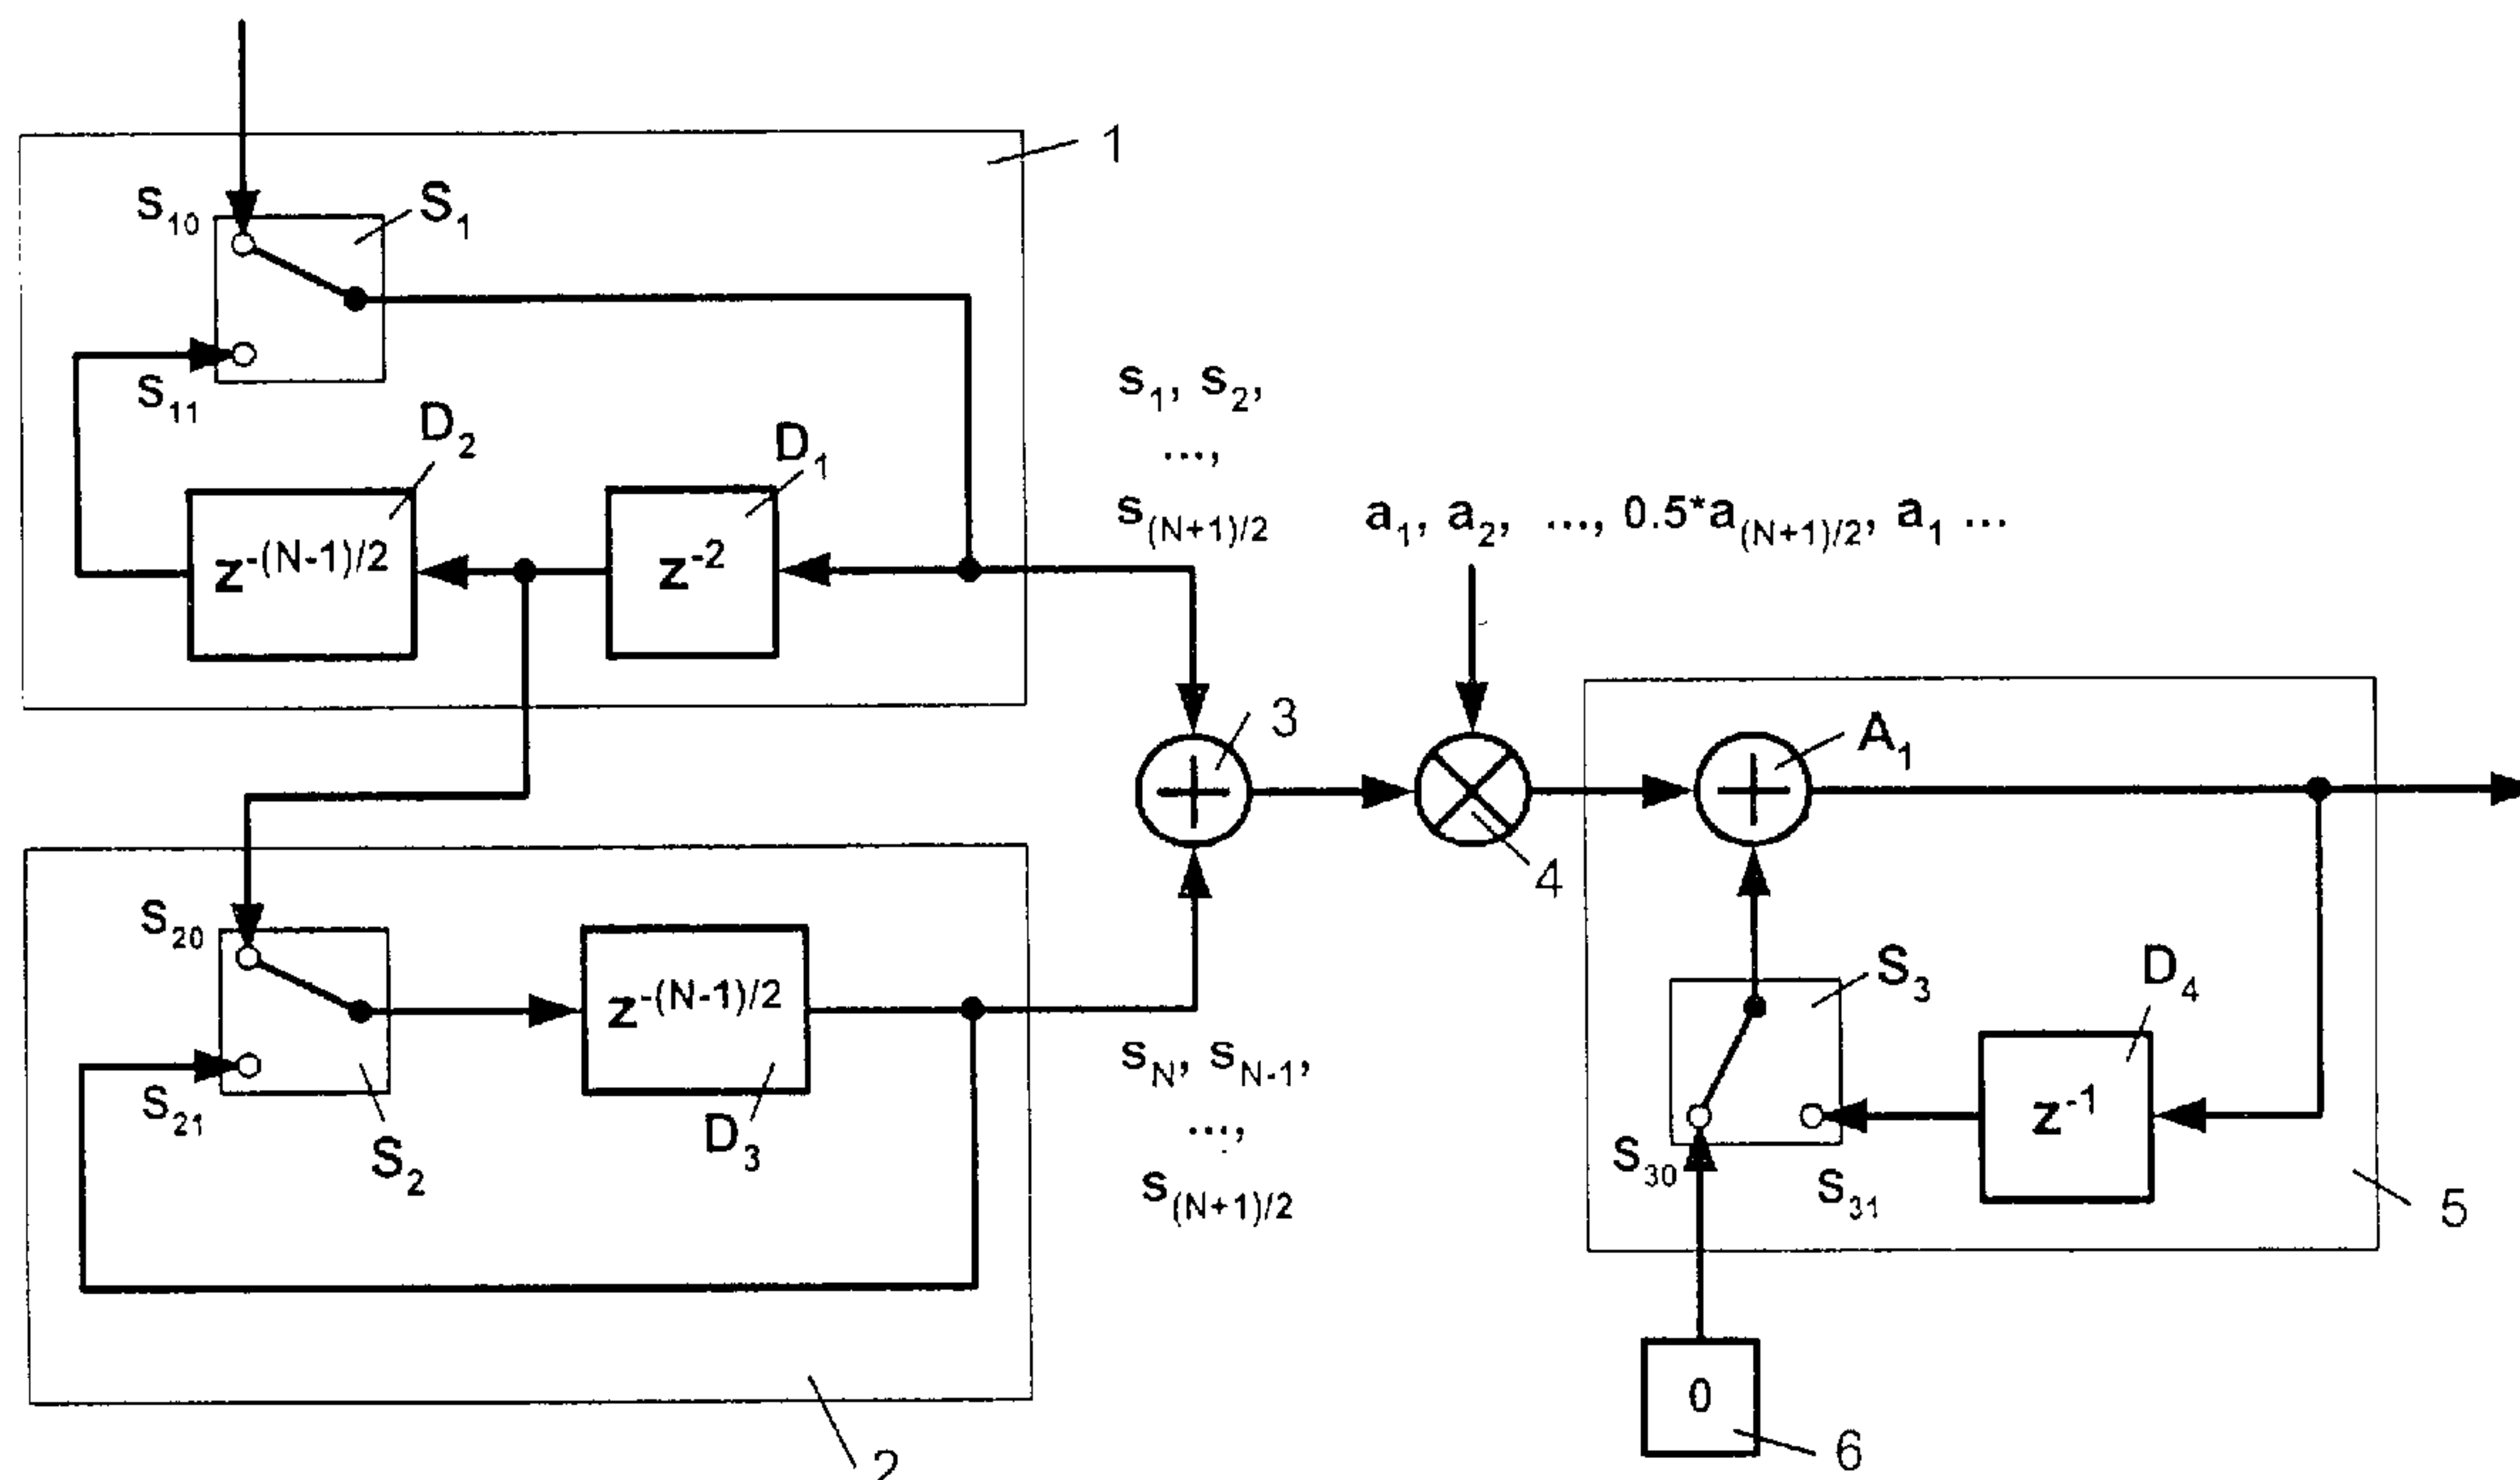 1
S₁₀
S₁
S₁₁
D₂
D₁
z⁻⁽ᴺ⁻¹⁾/²
z⁻²
s₁, s₂,
...,
s₍N+1)/2
a₁, a₂, ..., 0.5*a₍N+1)/2, a₁ ...
3
4
A₁
S₂₀
S₂₁
S₂
z⁻⁽ᴺ⁻¹⁾/²
D₃
s_N, s_N-1,
...,
s₍N+1)/2
S₃
D₄
z⁻¹
S₃₀
S₃₁
5
0
6
2